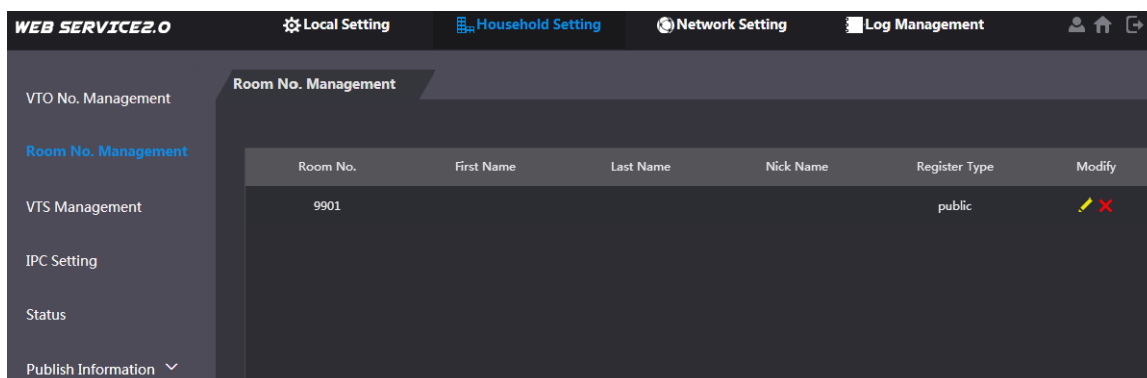 WEB SERVICE2.0 Local Setting Household Setting Network Setting Log Management
Room No. Management
VTO No. Management
Room No. Management
VTS Management
IPC Setting
Status
Publish Information
Room No. First Name Last Name Nick Name Register Type Modify
9901 public